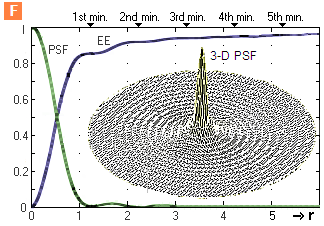 F
1st min. 2nd min. 3rd min. 4th min. 5th min.
1
PSF EE 3-D PSF
0.8
0.6
0.4
0.2
0
0 1 2 3 4 5 → r